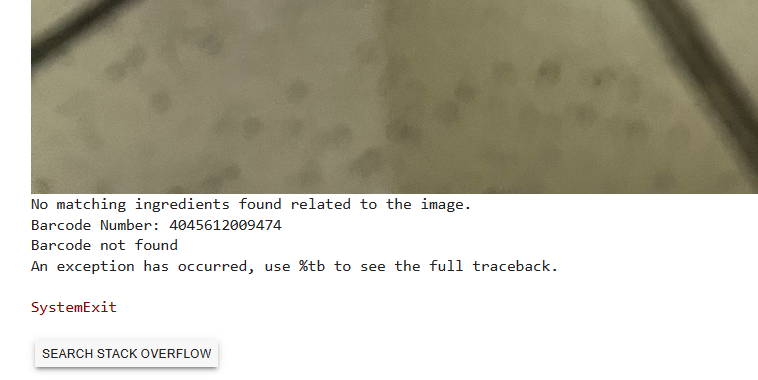 No matching ingredients found related to the image.
Barcode Number: 4045612009474
Barcode not found
An exception has occurred, use %tb to see the full traceback.
SystemExit
SEARCH STACK OVERFLOW